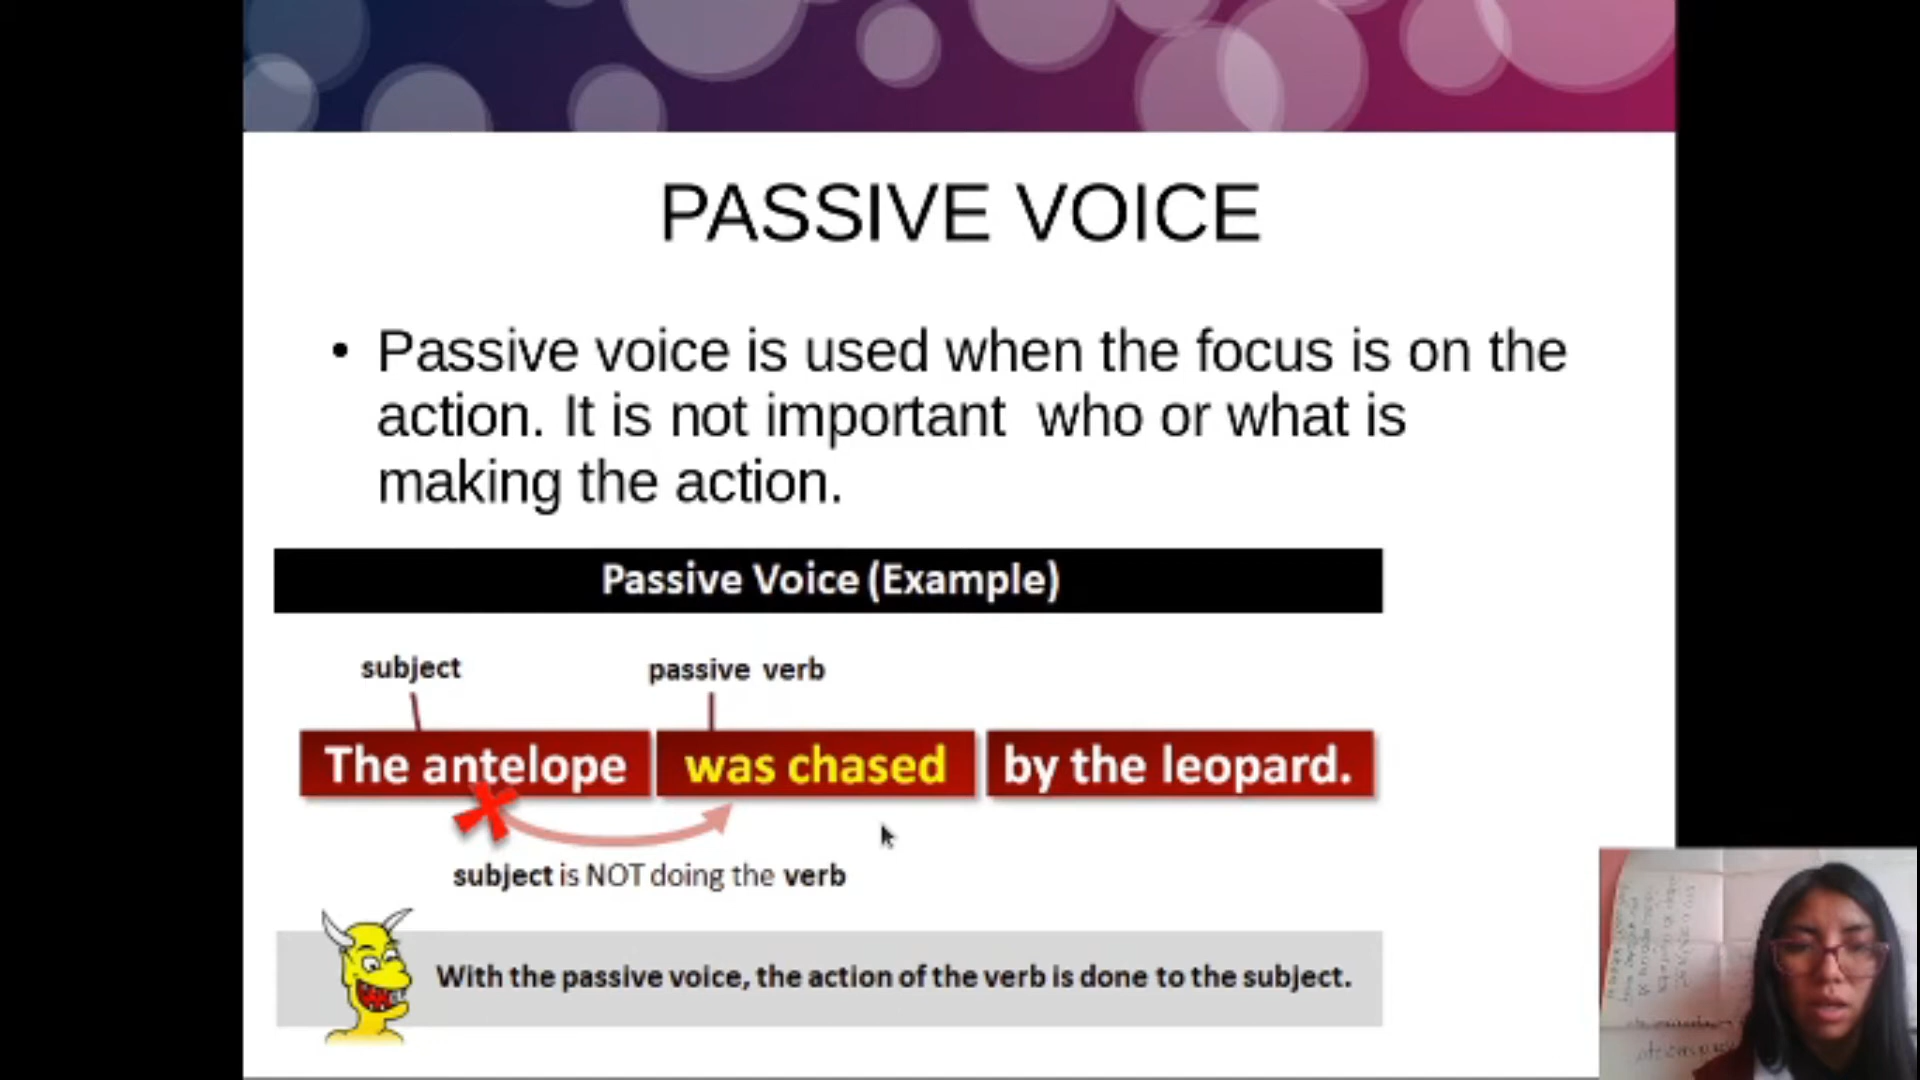 PASSIVE VOICE
• Passive voice is used when the focus is on the
action. It is not important  who or what is
making the action.
Passive Voice (Example)
subject
passive verb
The antelope was chased by the leopard.
subject is NOT doing the verb
With the passive voice, the action of the verb is done to the subject.